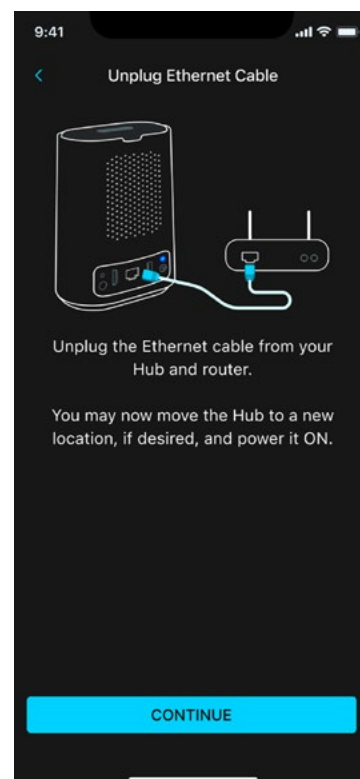 9:41
Unplug Ethernet Cable
Unplug the Ethernet cable from your
Hub and router.
You may now move the Hub to a new
location, if desired, and power it ON.
CONTINUE